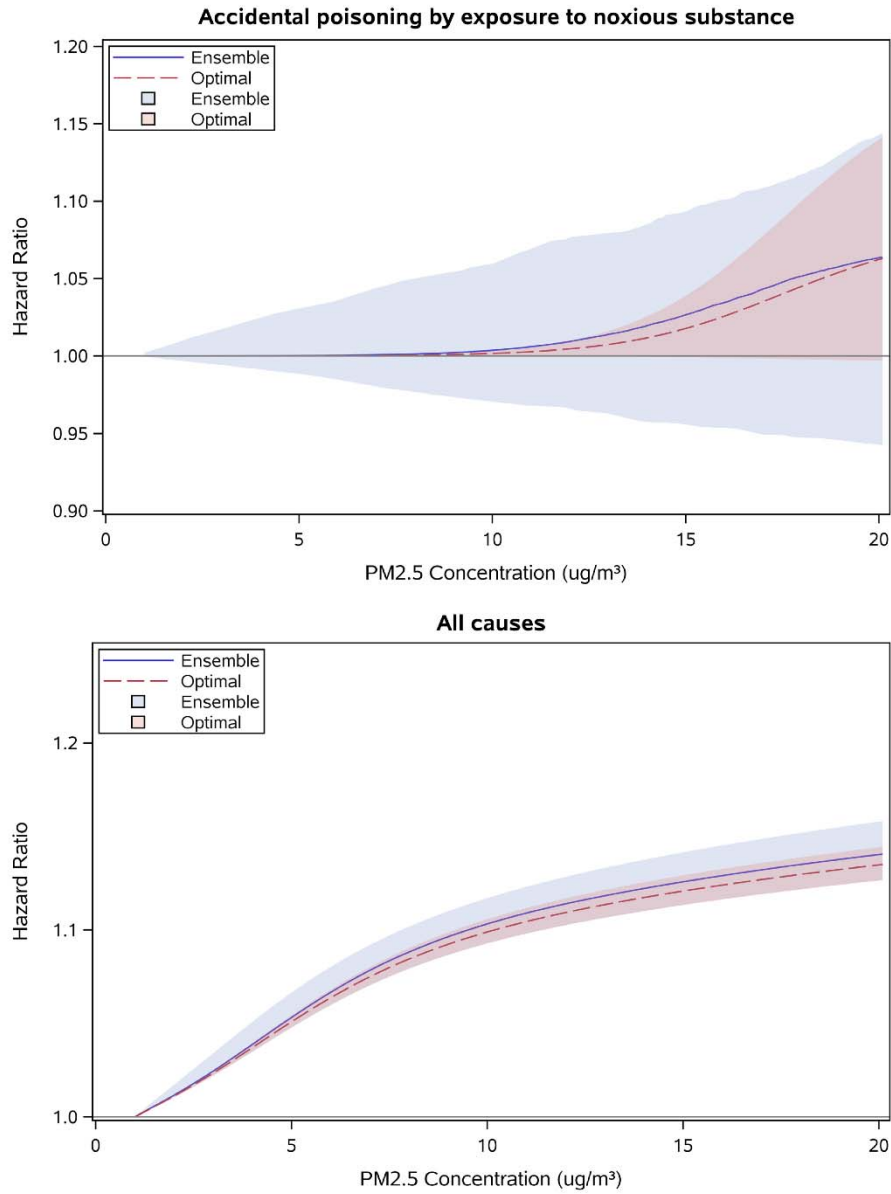 Accidental poisoning by exposure to noxious substance
Ensemble
Optimal
Ensemble
Optimal
1.20
1.15
1.10
1.05
1.00
0.95
0.90
Hazard Ratio
0 5 10 15 20
PM2.5 Concentration (ug/m³)
All causes
Ensemble
Optimal
Ensemble
Optimal
1.2
1.1
1.0
Hazard Ratio
0 5 10 15 20
PM2.5 Concentration (ug/m³)